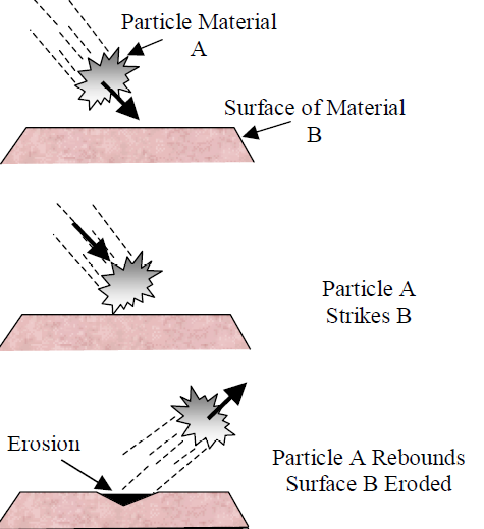 Particle Material
A
Surface of Material
B
Particle A
Strikes B
Erosion
Particle A Rebounds
Surface B Eroded